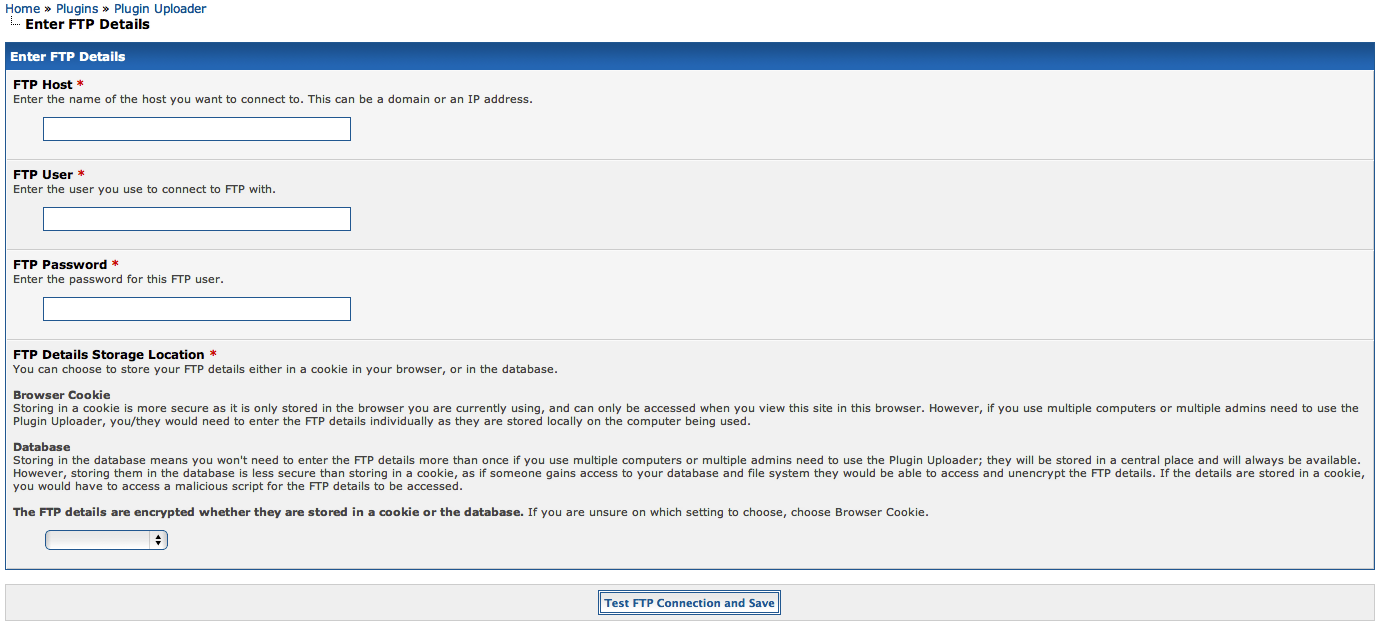 Home » Plugins » Plugin Uploader
Enter FTP Details
Enter FTP Details
FTP Host *
Enter the name of the host you want to connect to. This can be a domain or an IP address.
FTP User *
Enter the user you use to connect to FTP with.
FTP Password *
Enter the password for this FTP user.
FTP Details Storage Location *
You can choose to store your FTP details either in a cookie in your browser, or in the database.
Browser Cookie
Storing in a cookie is more secure as it is only stored in the browser you are currently using, and can only be accessed when you view this site in this browser. However, if you use multiple computers or multiple admins need to use the
Plugin Uploader, you/they would need to enter the FTP details individually as they are stored locally on the computer being used.
Database
Storing in the database means you won't need to enter the FTP details more than once if you use multiple computers or multiple admins need to use the Plugin Uploader; they will be stored in a central place and will always be available.
However, storing them in the database is less secure than storing in a cookie, as if someone gains access to your database and file system they would be able to access and unencrypt the FTP details. If the details are stored in a cookie,
you would have to access a malicious script for the FTP details to be accessed.
The FTP details are encrypted whether they are stored in a cookie or the database. If you are unsure on which setting to choose, choose Browser Cookie.
Test FTP Connection and Save